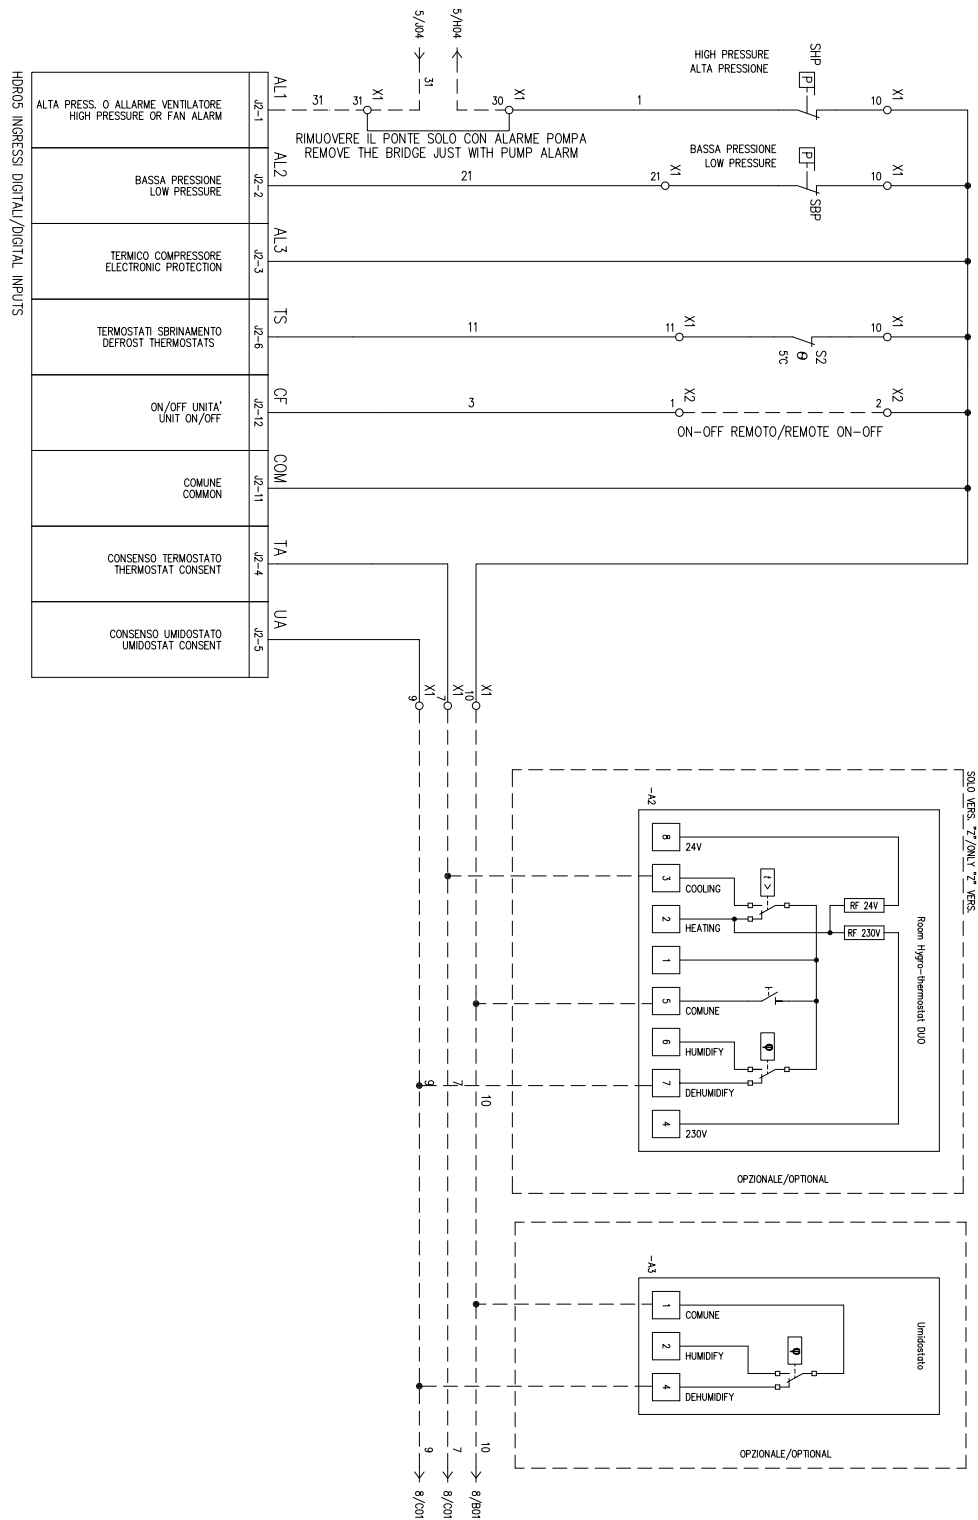 5/J04
5/H04
31
SHP
HIGH PRESSURE
ALTA PRESSIONE
P
HDR05 INGRESSI DIGITALI/DIGITAL INPUTS
ALTA PRESS. O ALLARME VENTILATORE
HIGH PRESSURE OR FAN ALARM
J2-1
AL1
31
31
X1
30
X1
1
10
X1
RIMUOVERE IL PONTE SOLO CON ALARME POMPA
REMOVE THE BRIDGE JUST WITH PUMP ALARM
BASSA PRESSIONE
LOW PRESSURE
P
BASSA PRESSIONE
LOW PRESSURE
J2-2
AL2
21
21
X1
SBP
10
X1
TERMICO COMPRESSORE
ELECTRONIC PROTECTION
J2-3
AL3
TERMOSTATI SBRINAMENTO
DEFROST THERMOSTATS
J2-6
TS
11
11
X1
5°C
θ
S2
10
X1
ON/OFF UNITA'
UNIT ON/OFF
J2-12
CF
3
1
X2
2
X2
ON-OFF REMOTO/REMOTE ON-OFF
COMUNE
COMMON
J2-11
COM
CONSENSO TERMOSTATO
THERMOSTAT CONSENT
J2-4
TA
CONSENSO UMIDOSTATO
UMIDOSTAT CONSENT
J2-5
UA
9
X1
7
X1
10
X1
SOLO VERS. "Z"/ONLY "Z" VERS.
-A2
Room Hygro-thermostat DUO
8
24V
3
COOLING
t >
RF 24V
2
HEATING
RF 230V
1
5
COMUNE
6
HUMIDIFY
φ
7
DEHUMIDIFY
4
230V
9
7
10
OPZIONALE/OPTIONAL
-A3
Umidostato
1
COMUNE
2
HUMIDIFY
φ
4
DEHUMIDIFY
OPZIONALE/OPTIONAL
9
7
10
8/C01
8/C01
8/B01